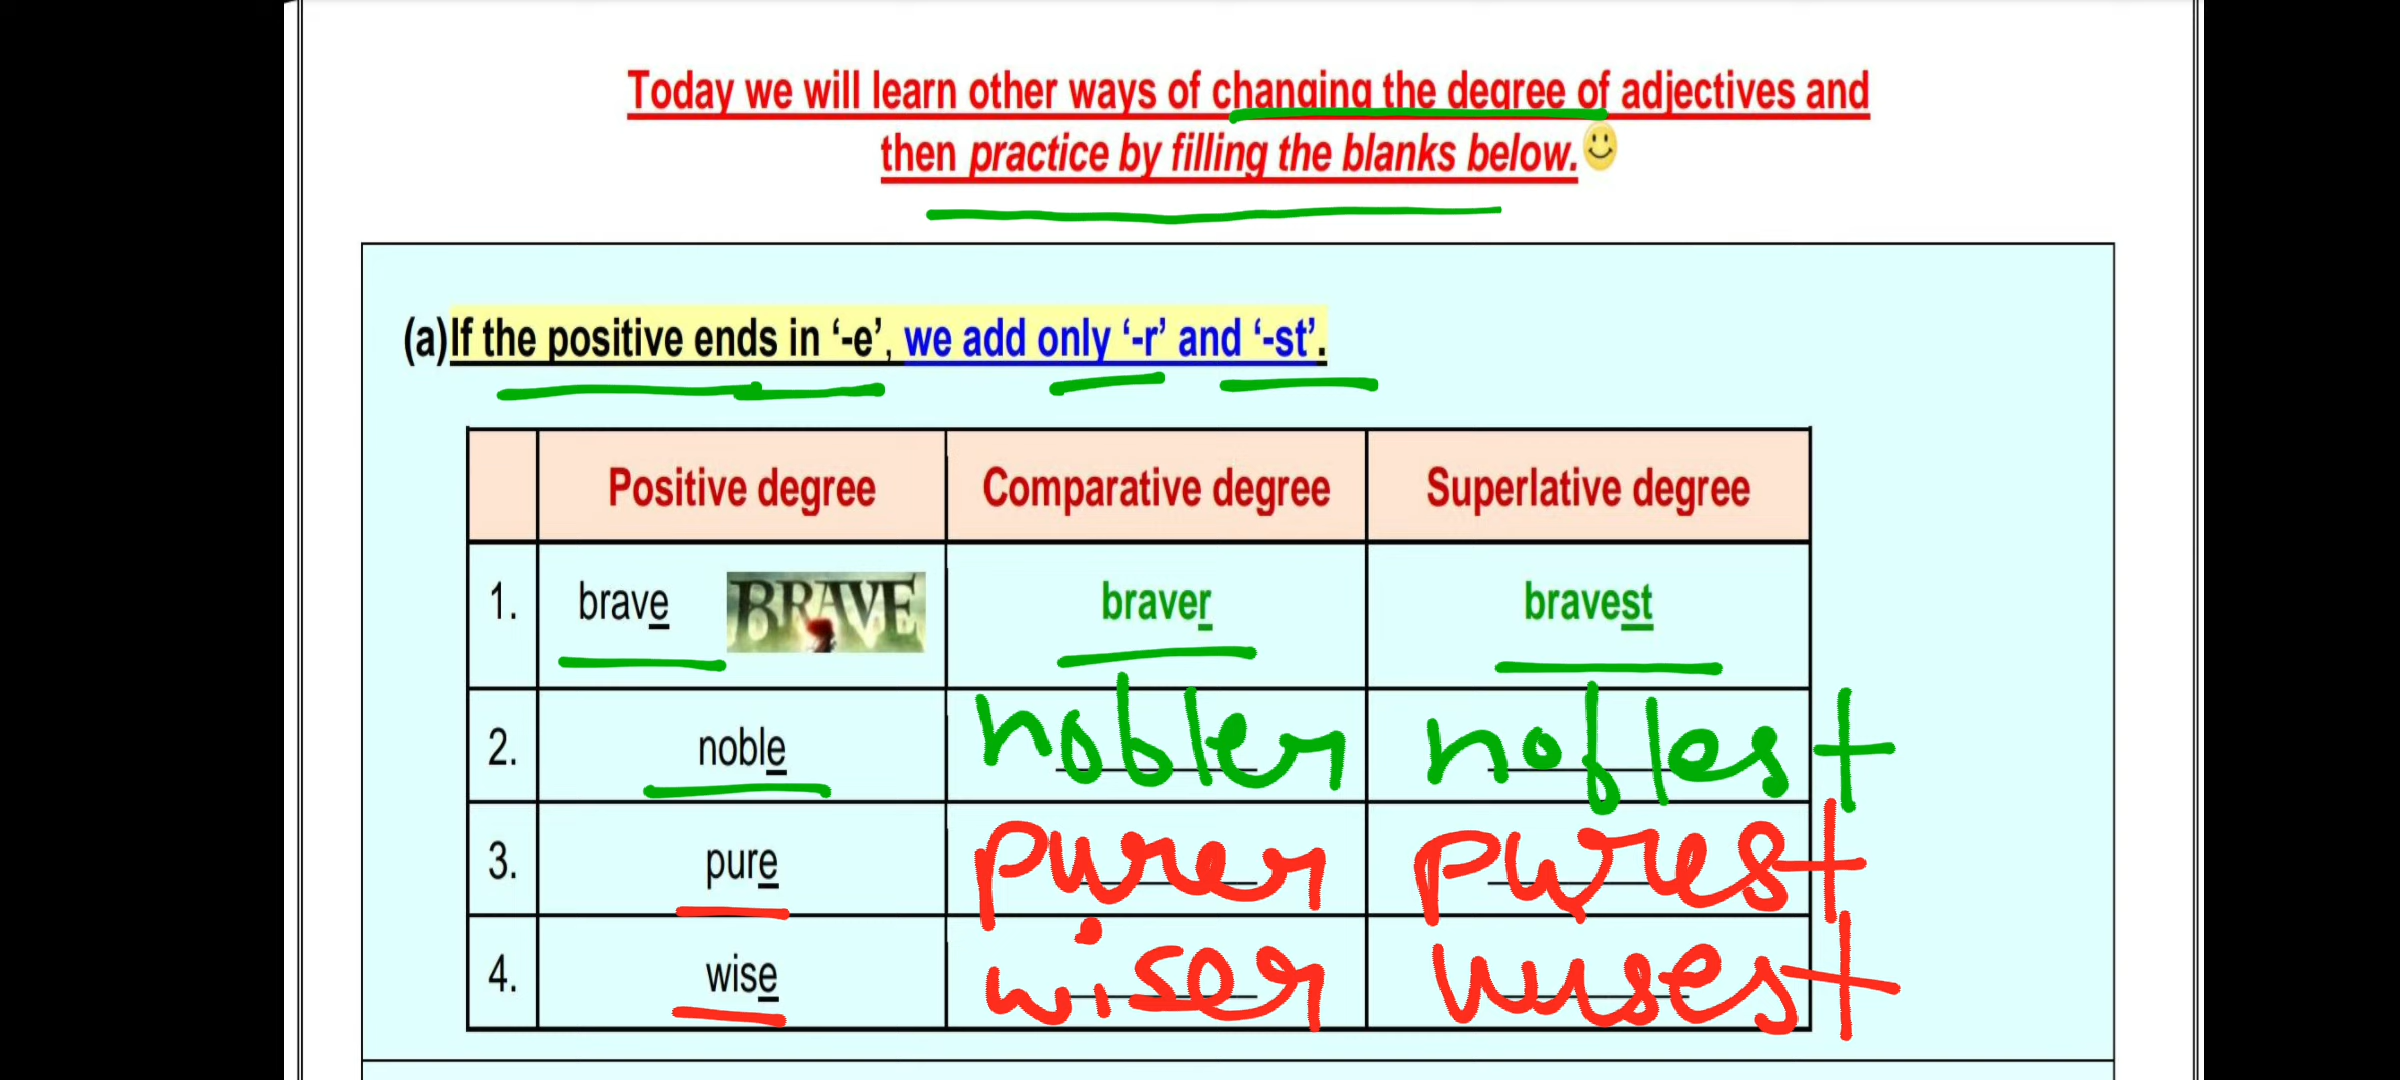 Today we will learn other ways of changing the degree of adjectives and
then practice by filling the blanks below.
(a)If the positive ends in ‘-e’, we add only ‘-r’ and ‘-st’.
Positive degree Comparative degree Superlative degree
1. brave BRAVE braver bravest
2. noble nobler noblest
3. pure purer purest
4. wise wiser wisest